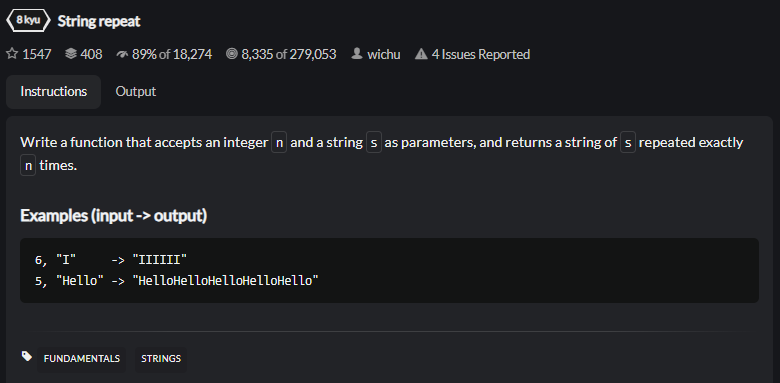 8 kyu String repeat
1547 408 89% of 18,274 8,335 of 279,053 wichu 4 Issues Reported
Instructions Output
Write a function that accepts an integer n and a string s as parameters, and returns a string of s repeated exactly
n times.
Examples (input -> output)
6, "I"     -> "IIIIII"
5, "Hello" -> "HelloHelloHelloHelloHello"
FUNDAMENTALS STRINGS